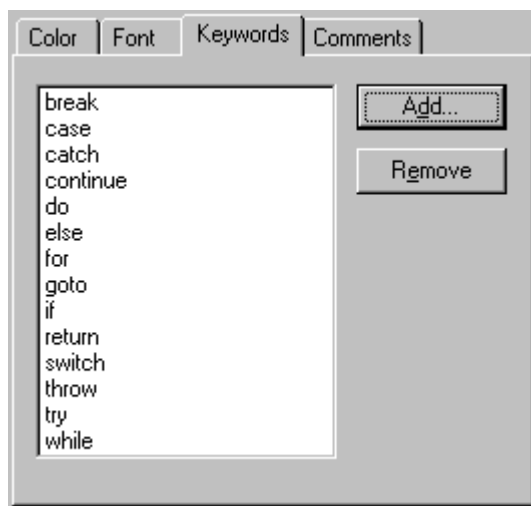 Color Font Keywords Comments
break
case
catch
continue
do
else
for
goto
if
return
switch
throw
try
while
Add...
Remove